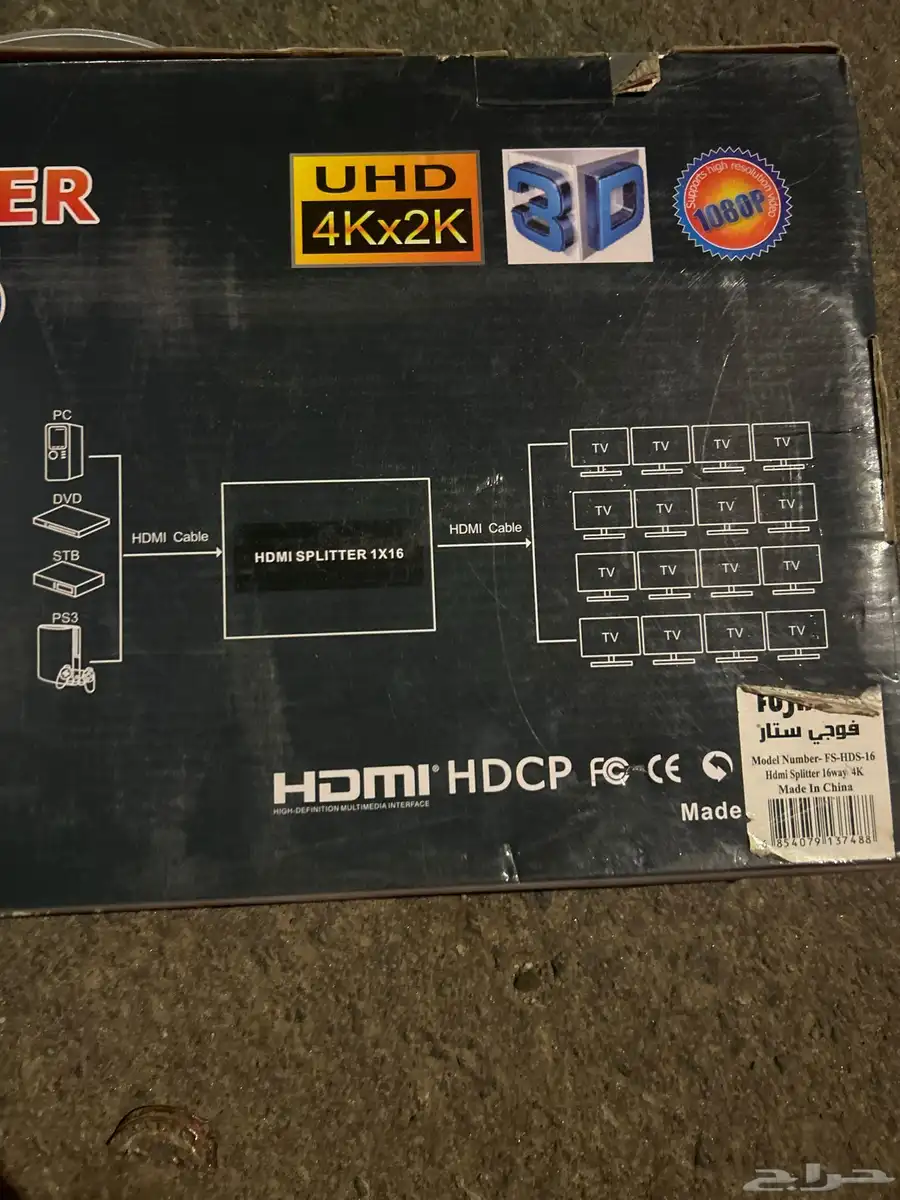 ER
UHD
4Kx2K
3D
Supports high resolution video
1080P
PC
DVD
STB
PS3
HDMI Cable
HDMI SPLITTER 1X16
HDMI Cable
TV TV TV TV
TV TV TV TV
TV TV TV TV
TV TV TV TV
HDMI® HDCP FC CE
HIGH-DEFINITION MULTIMEDIA INTERFACE
Made
فوجي ستار
Model Number- FS-HDS-16
Hdmi Splitter 16way 4K
Made In China
854079 137488
حراج